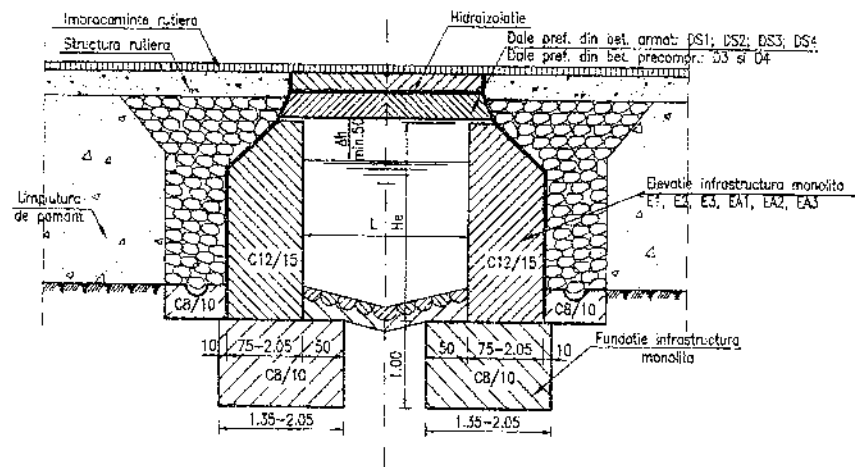 Imbracaminte rutiera
Hidraizolatie
Structura rutiera
Dale pref. din bet. armat: DS1; DS2; DS3; DS4
Dale pref. din bet. precompr.: D3 si D4
Δh
min.50
Umplutura
de pamant
L
He
Elevatie infrastructura monolita
E1, E2, E3, EA1, EA2, EA3
C12/15
C12/15
C8/10
C8/10
10
75-2.05
50
1.00
50
75-2.05
10
Fundatie infrastructura
monolita
C8/10
C8/10
1.35-2.05
1.35-2.05